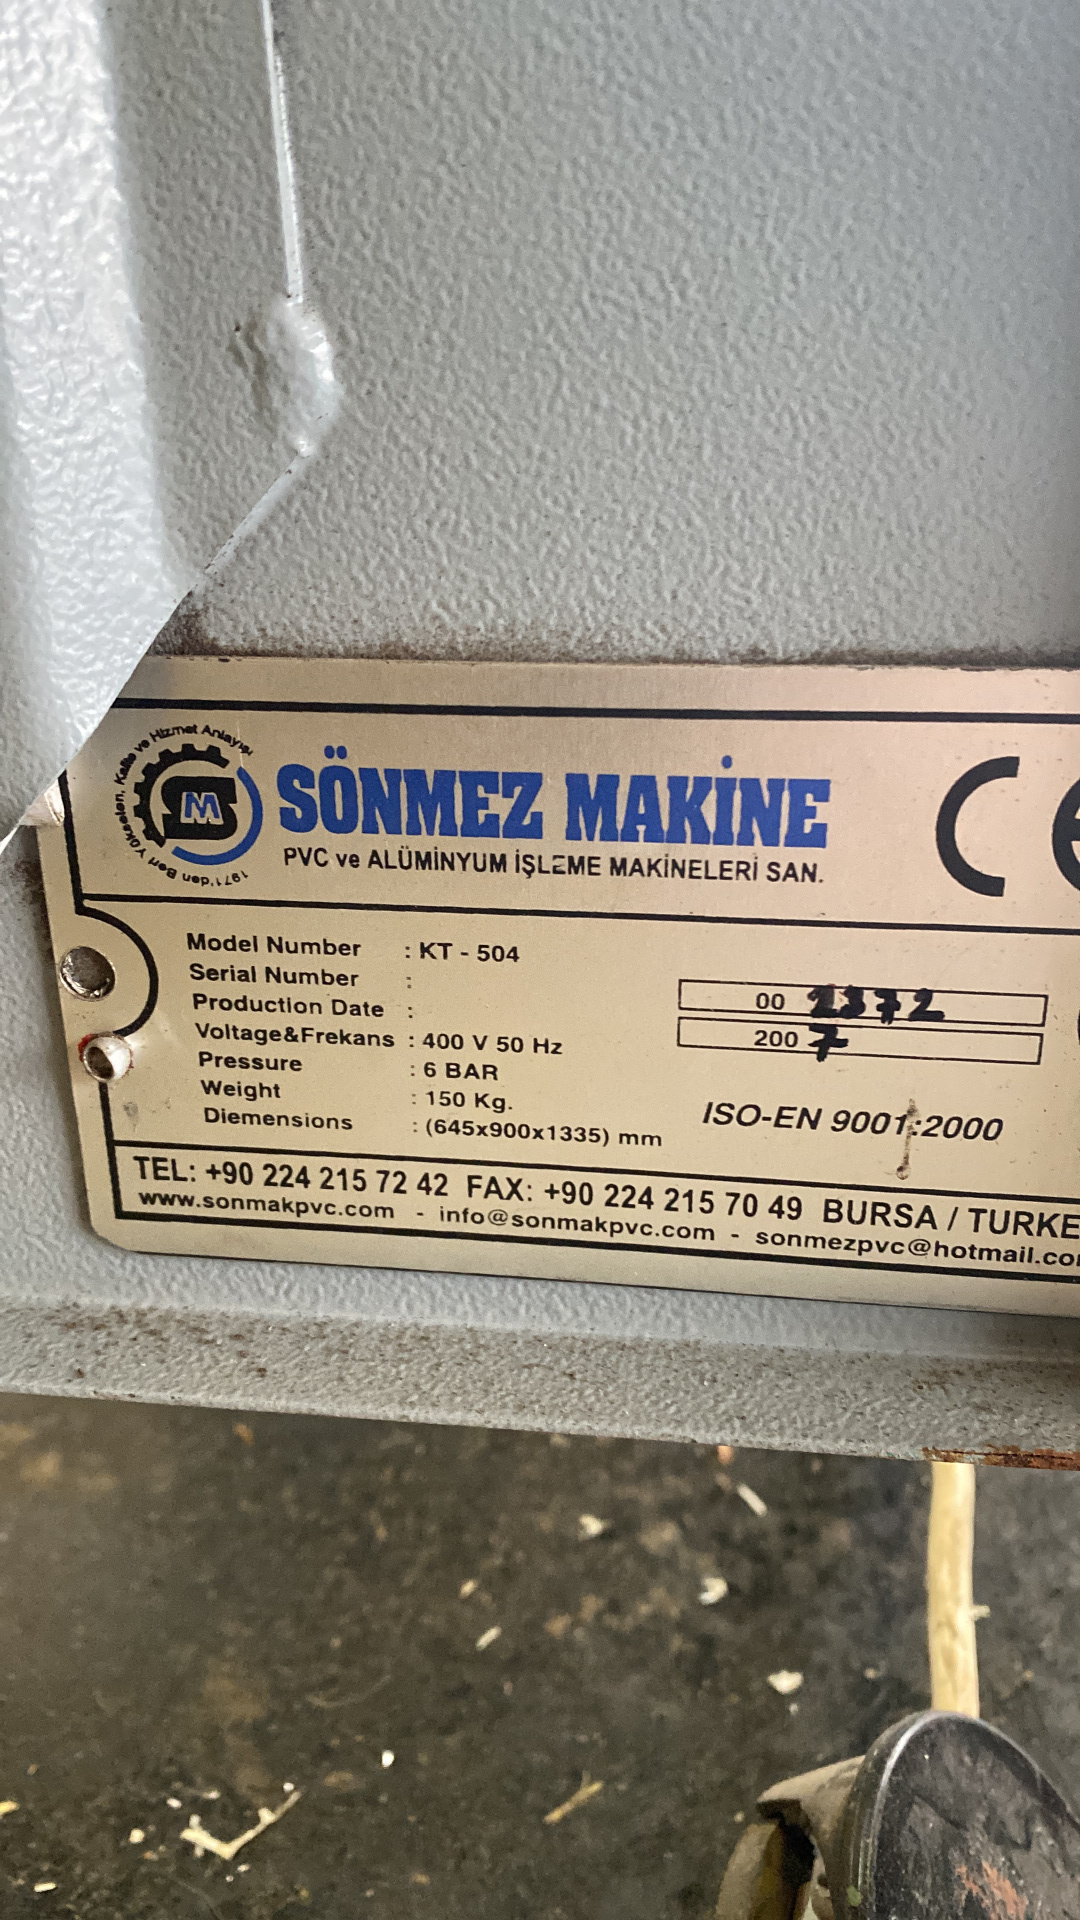 1971'den Beri Yükselen, Kalite ve Hizmet Anlayışı
SM
SÖNMEZ MAKİNE
PVC ve ALÜMİNYUM İŞLEME MAKİNELERİ SAN.
CE
Model Number : KT - 504
Serial Number : 00 2372
Production Date : 2007
Voltage&Frekans : 400 V 50 Hz
Pressure : 6 BAR
Weight : 150 Kg.
Diemensions : (645x900x1335) mm
ISO-EN 9001:2000
TEL: +90 224 215 72 42 FAX: +90 224 215 70 49 BURSA / TURKE
www.sonmakpvc.com - info@sonmakpvc.com - sonmezpvc@hotmail.co